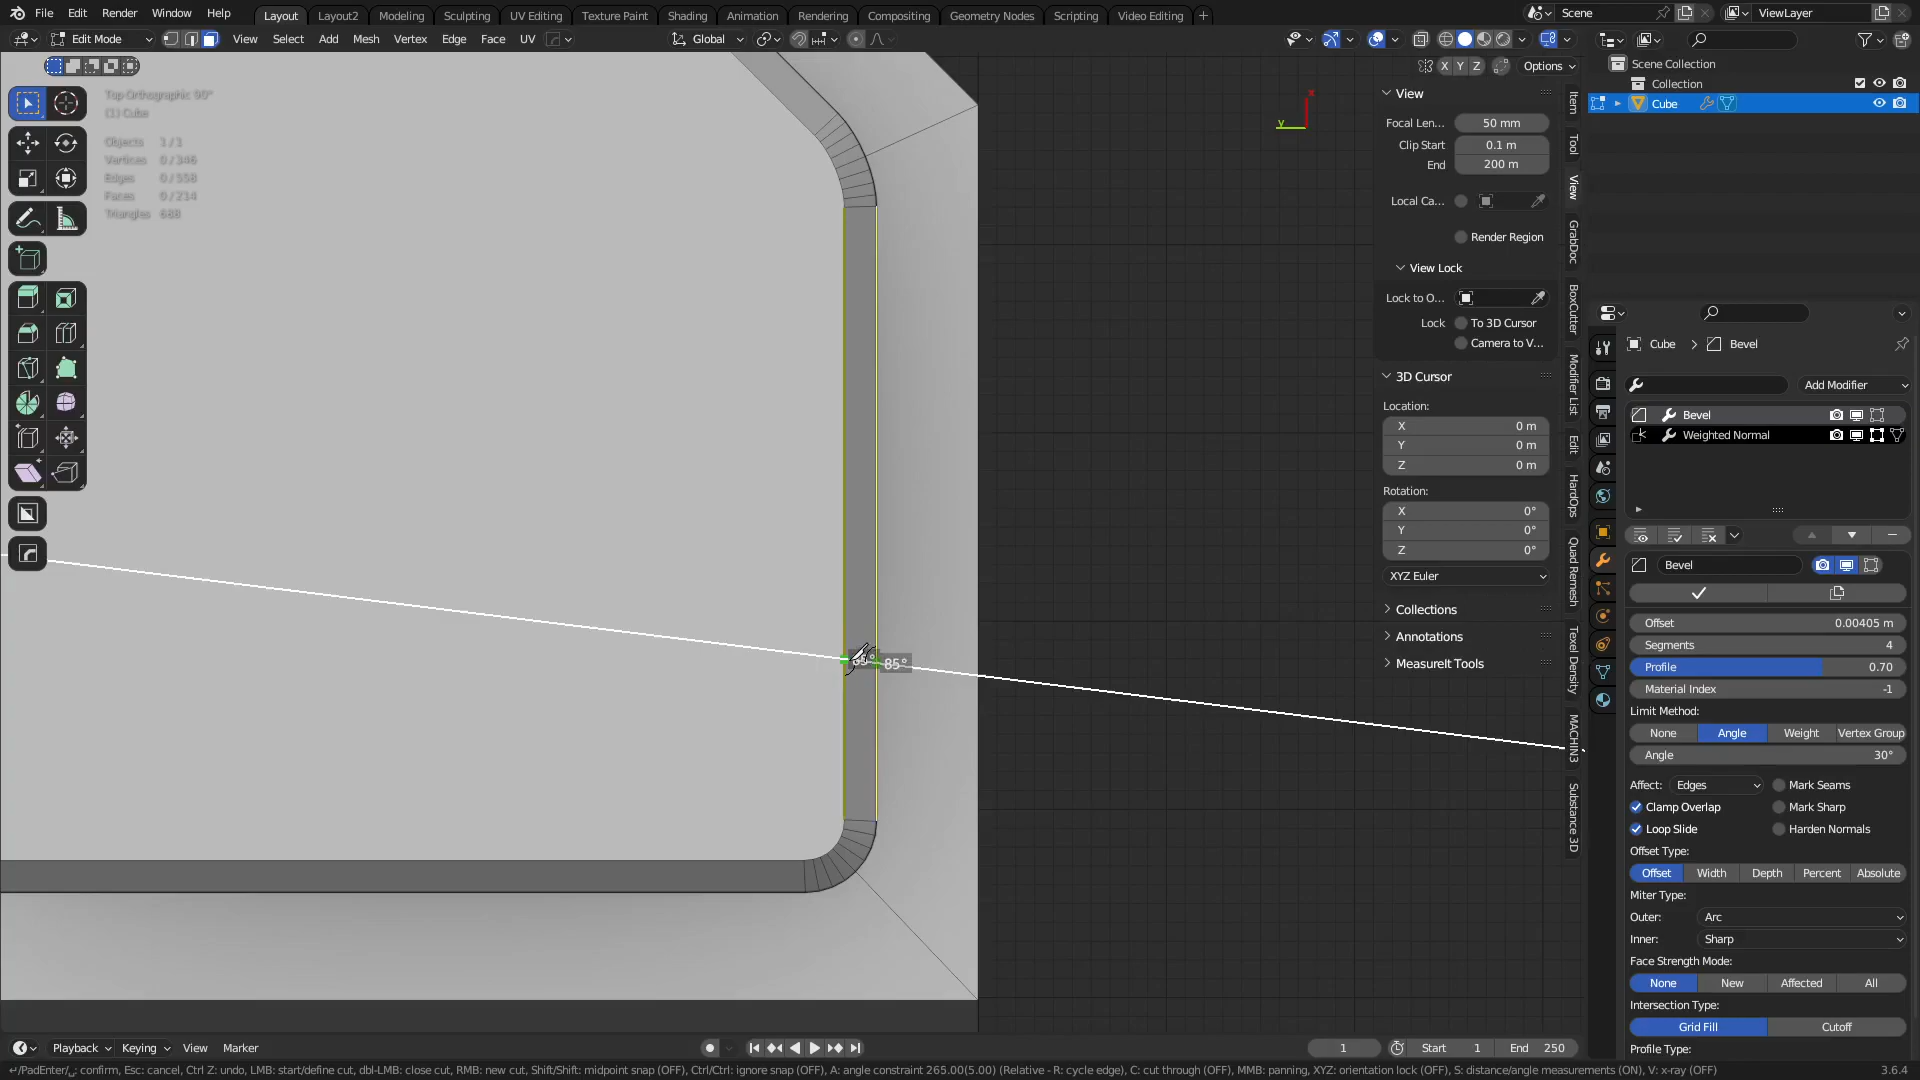 File Edit Render Window Help Layout Layout2 Modeling Sculpting UV Editing Texture Paint Shading Animation Rendering Compositing Geometry Nodes Scripting Video Editing + Scene ViewLayer
Edit Mode View Select Add Mesh Vertex Edge Face UV Global
X Y Z Options
Top Orthographic 90°
(1) Cube
Objects 1/1
Vertices 0/346
Edges 0/558
Faces 0/214
Triangles 688
x
y
85°
View
Focal Len... 50 mm
Clip Start 0.1 m
End 200 m
Local Ca...
Render Region
View Lock
Lock to O...
Lock To 3D Cursor
Camera to V...
3D Cursor
Location:
X 0 m
Y 0 m
Z 0 m
Rotation:
X 0°
Y 0°
Z 0°
XYZ Euler
Collections
Annotations
MeasureIt Tools
Item
Tool
View
GrabDoc
BoxCutter
Modifier List
Edit
HardOps
Quad Remesh
Texel Density
MACHIN3
Substance 3D
Scene Collection
Collection
Cube
Cube Bevel
Add Modifier
Bevel
Weighted Normal
Bevel
Offset 0.00405 m
Segments 4
Profile 0.70
Material Index -1
Limit Method:
None Angle Weight Vertex Group
Angle 30°
Affect: Edges Mark Seams
Clamp Overlap Mark Sharp
Loop Slide Harden Normals
Offset Type:
Offset Width Depth Percent Absolute
Miter Type:
Outer: Arc
Inner: Sharp
Face Strength Mode:
None New Affected All
Intersection Type:
Grid Fill Cutoff
Profile Type:
Playback Keying View Marker 1 Start 1 End 250
↵/PadEnter/␣: confirm, Esc: cancel, Ctrl Z: undo, LMB: start/define cut, dbl-LMB: close cut, RMB: new cut, Shift/Shift: midpoint snap (OFF), Ctrl/Ctrl: ignore snap (OFF), A: angle constraint 265.00(5.00) (Relative - R: cycle edge), C: cut through (OFF), MMB: panning, XYZ: orientation lock (OFF), S: distance/angle measurements (ON), V: x-ray (OFF) 3.6.4